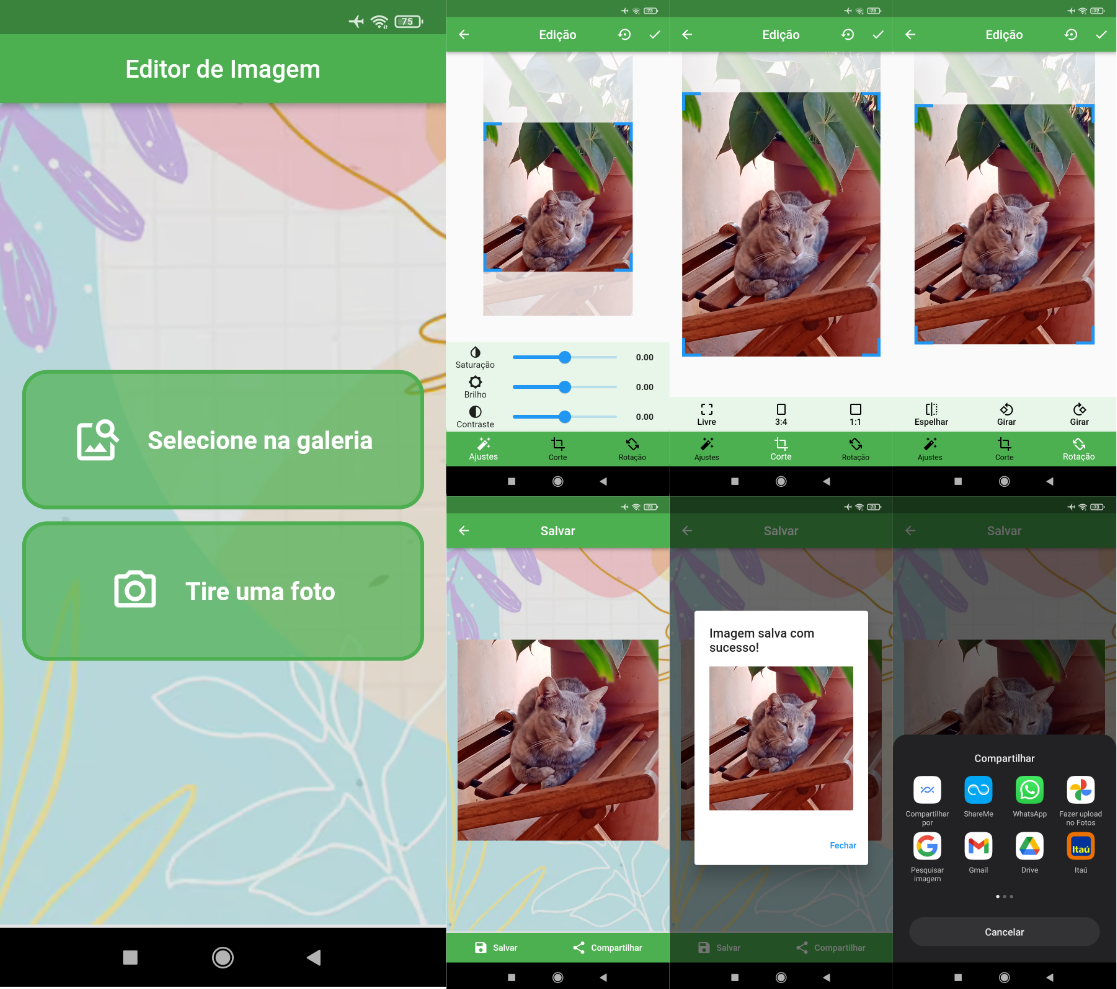 75
Editor de Imagem
Selecione na galeria
Tire uma foto
Edição
Saturação
0.00
Brilho
0.00
Contraste
0.00
Ajustes
Corte
Rotação
Edição
Livre
3:4
1:1
Ajustes
Corte
Rotação
Edição
Espelhar
Girar
Girar
Ajustes
Corte
Rotação
Salvar
Salvar
Compartilhar
Salvar
Imagem salva com
sucesso!
Fechar
Salvar
Compartilhar
Salvar
Compartilhar
Compartilhar
por
ShareMe
WhatsApp
Fazer upload
no Fotos
Pesquisar
imagem
Gmail
Drive
Itaú
Itaú
Cancelar